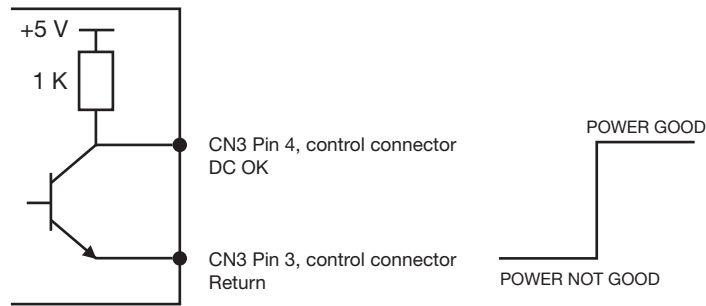 +5 V
1 K
CN3 Pin 4, control connector
DC OK
CN3 Pin 3, control connector
Return
POWER GOOD
POWER NOT GOOD